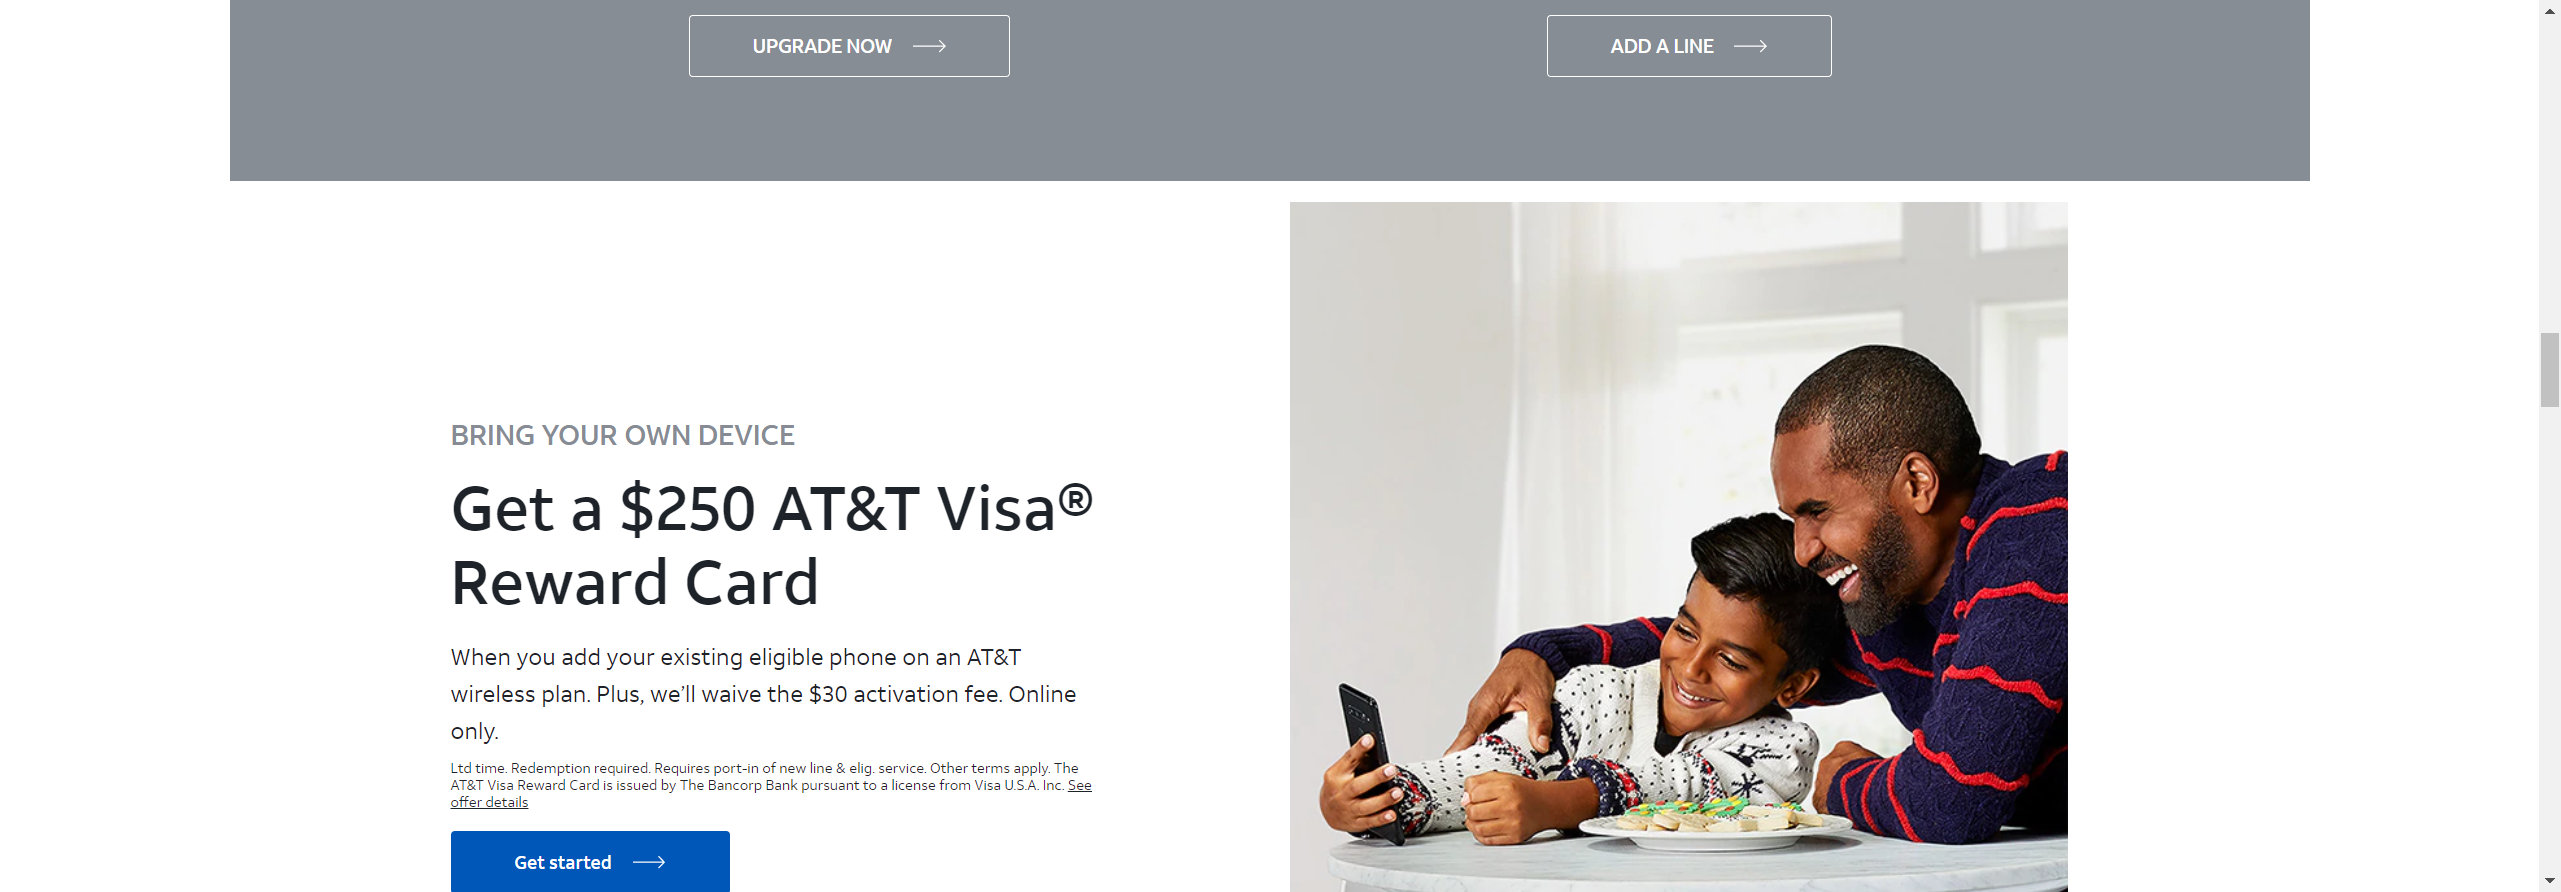 UPGRADE NOW
ADD A LINE
BRING YOUR OWN DEVICE
Get a $250 AT&T Visa®
Reward Card
When you add your existing eligible phone on an AT&T
wireless plan. Plus, we’ll waive the $30 activation fee. Online
only.
Ltd time. Redemption required. Requires port-in of new line & elig. service. Other terms apply. The
AT&T Visa Reward Card is issued by The Bancorp Bank pursuant to a license from Visa U.S.A. Inc. See
offer details
Get started